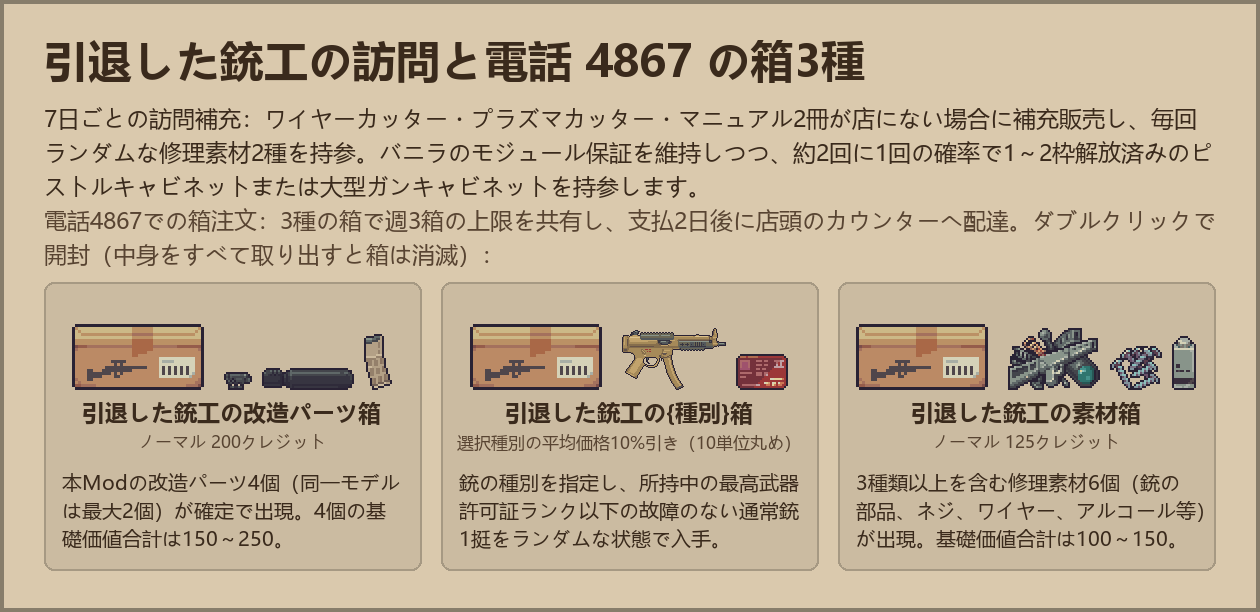 引退した銃工の訪問と電話 4867 の箱3種
7日ごとの訪問補充：ワイヤーカッター・プラズマカッター・マニュアル2冊が店にない場合に補充販売し、毎回
ランダムな修理素材2種を持参。バニラのモジュール保証を維持しつつ、約2回に1回の確率で1～2枠解放済みのピ
ストルキャビネットまたは大型ガンキャビネットを持参します。
電話4867での箱注文：3種の箱で週3箱の上限を共有し、支払2日後に店頭のカウンターへ配達。ダブルクリックで
開封（中身をすべて取り出すと箱は消滅）：
引退した銃工の改造パーツ箱
ノーマル 200クレジット
本Modの改造パーツ4個（同一モデル
は最大2個）が確定で出現。4個の基
礎価値合計は150～250。
引退した銃工の{種別}箱
選択種別の平均価格10%引き（10単位丸め）
銃の種別を指定し、所持中の最高武器
許可証ランク以下の故障のない通常銃
1挺をランダムな状態で入手。
引退した銃工の素材箱
ノーマル 125クレジット
3種類以上を含む修理素材6個（銃の
部品、ネジ、ワイヤー、アルコール等）
が出現。基礎価値合計は100～150。